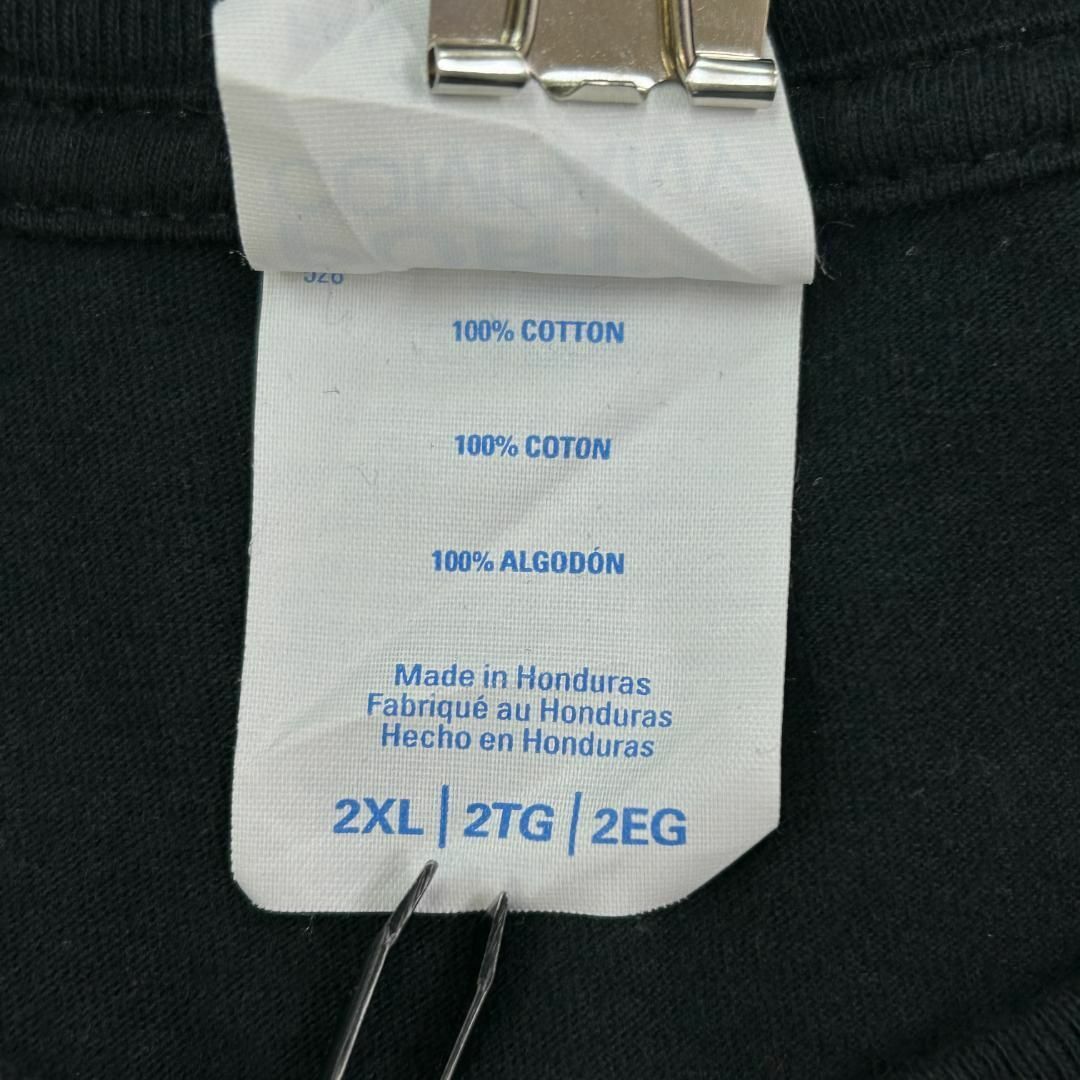 100% COTTON
100% COTON
100% ALGODÓN
Made in Honduras
Fabriqué au Honduras
Hecho en Honduras
2XL | 2TG | 2EG